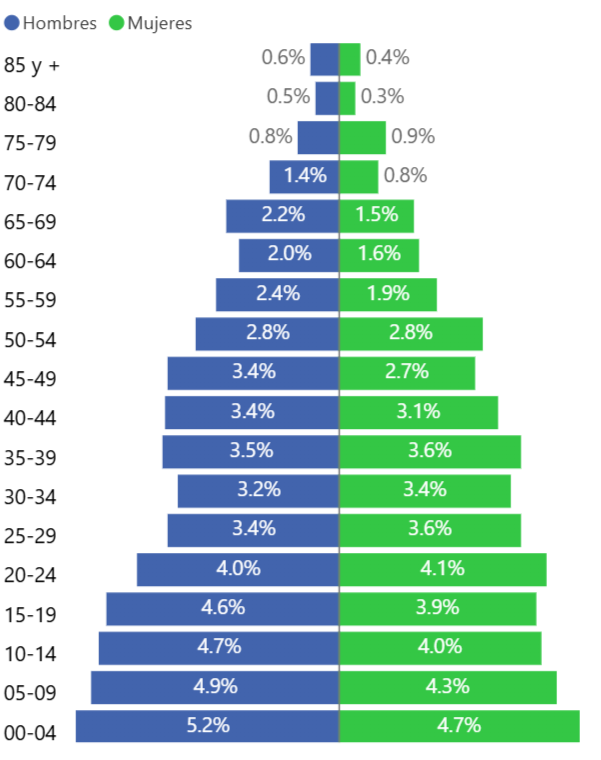 Hombres Mujeres
85 y + 0.6% 0.4%
80-84 0.5% 0.3%
75-79 0.8% 0.9%
70-74 1.4% 0.8%
65-69 2.2% 1.5%
60-64 2.0% 1.6%
55-59 2.4% 1.9%
50-54 2.8% 2.8%
45-49 3.4% 2.7%
40-44 3.4% 3.1%
35-39 3.5% 3.6%
30-34 3.2% 3.4%
25-29 3.4% 3.6%
20-24 4.0% 4.1%
15-19 4.6% 3.9%
10-14 4.7% 4.0%
05-09 4.9% 4.3%
00-04 5.2% 4.7%